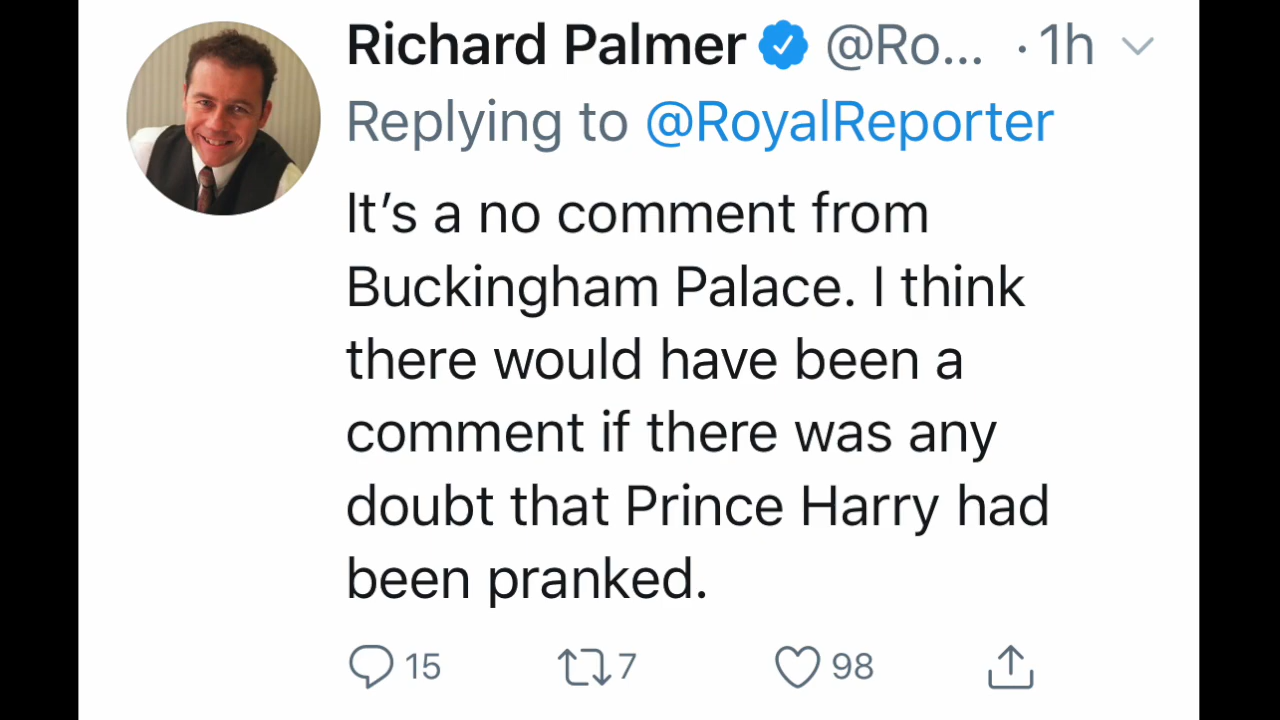 Richard Palmer @Ro... · 1h
Replying to @RoyalReporter
It’s a no comment from
Buckingham Palace. I think
there would have been a
comment if there was any
doubt that Prince Harry had
been pranked.
15 7 98